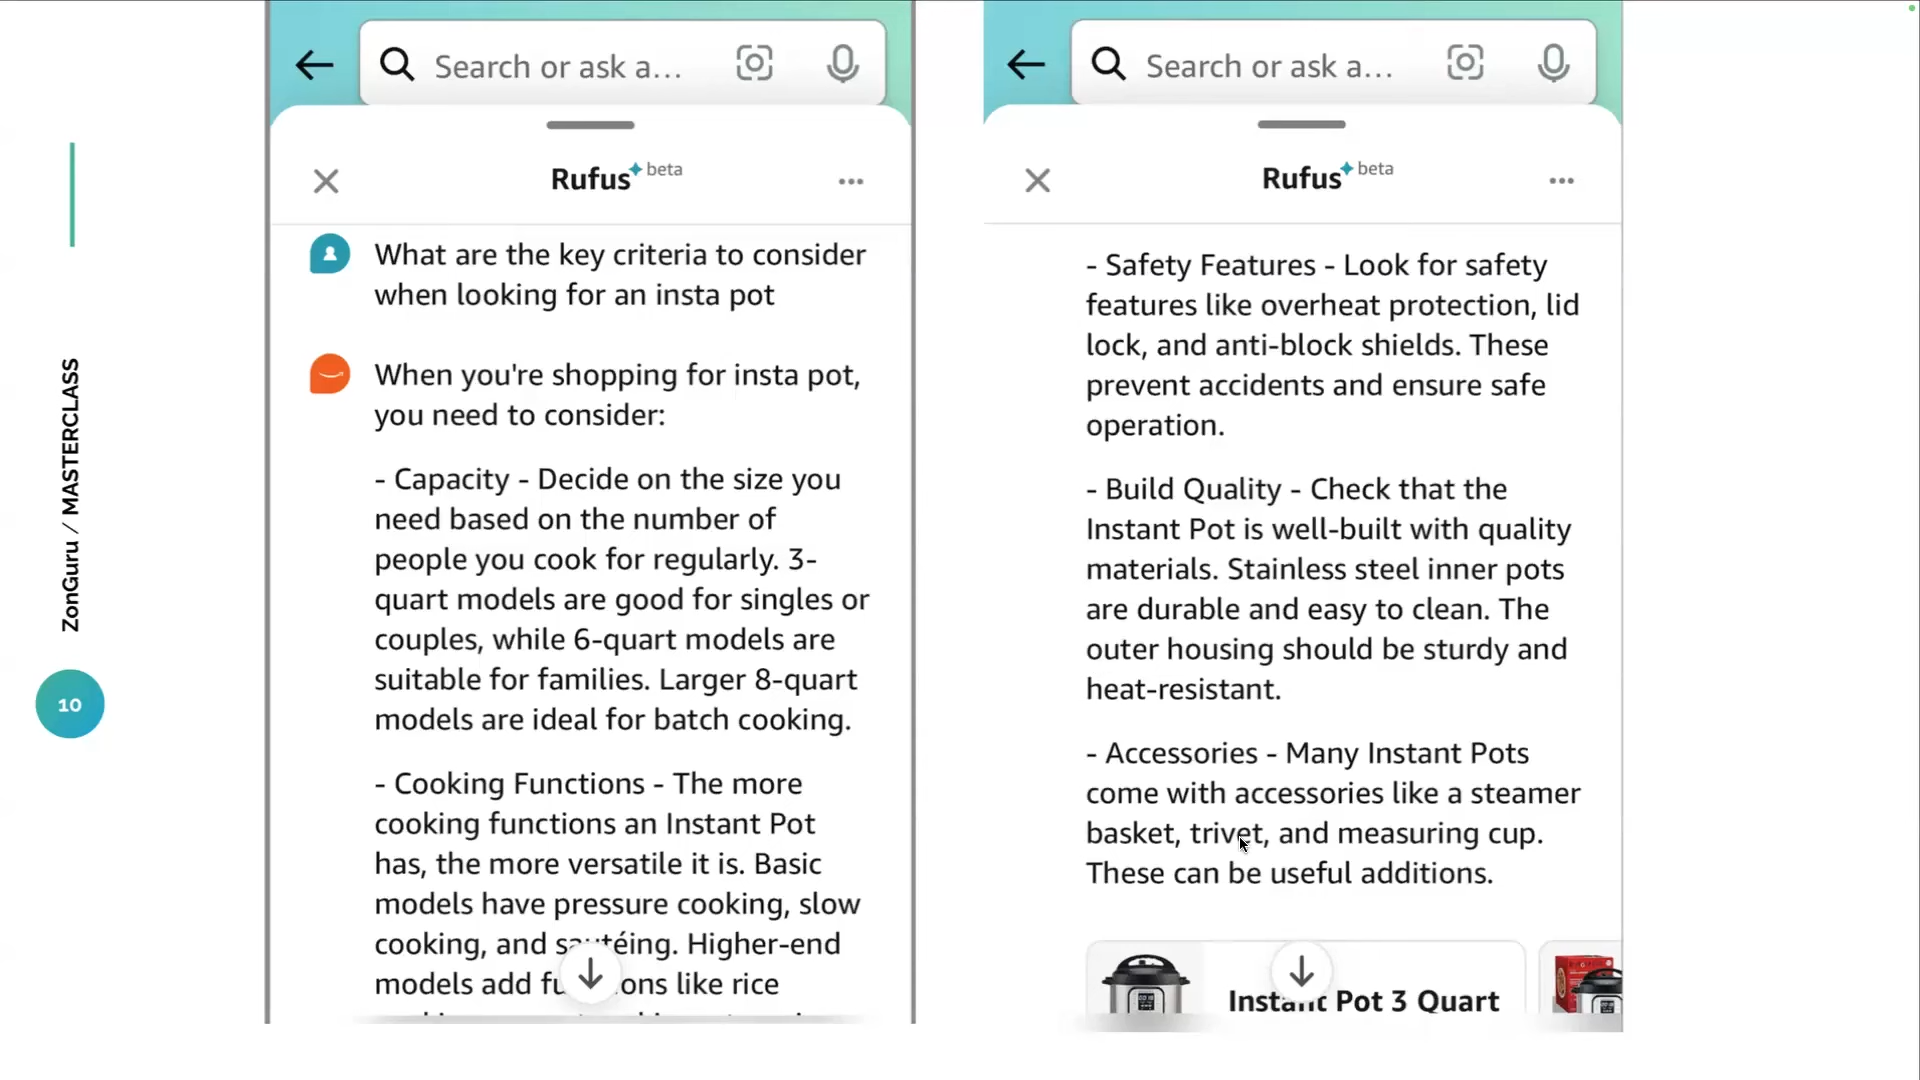 ZonGuru / MASTERCLASS
10
Search or ask a...
Rufus beta
What are the key criteria to consider
when looking for an insta pot
When you're shopping for insta pot,
you need to consider:
- Capacity - Decide on the size you
need based on the number of
people you cook for regularly. 3-
quart models are good for singles or
couples, while 6-quart models are
suitable for families. Larger 8-quart
models are ideal for batch cooking.
- Cooking Functions - The more
cooking functions an Instant Pot
has, the more versatile it is. Basic
models have pressure cooking, slow
cooking, and sautéing. Higher-end
models add functions like rice
Search or ask a...
Rufus beta
- Safety Features - Look for safety
features like overheat protection, lid
lock, and anti-block shields. These
prevent accidents and ensure safe
operation.
- Build Quality - Check that the
Instant Pot is well-built with quality
materials. Stainless steel inner pots
are durable and easy to clean. The
outer housing should be sturdy and
heat-resistant.
- Accessories - Many Instant Pots
come with accessories like a steamer
basket, trivet, and measuring cup.
These can be useful additions.
Instant Pot 3 Quart